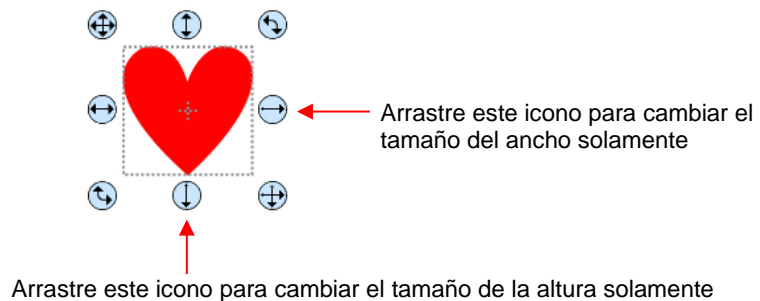 Arrastre este icono para cambiar el
tamaño del ancho solamente
Arrastre este icono para cambiar el tamaño de la altura solamente